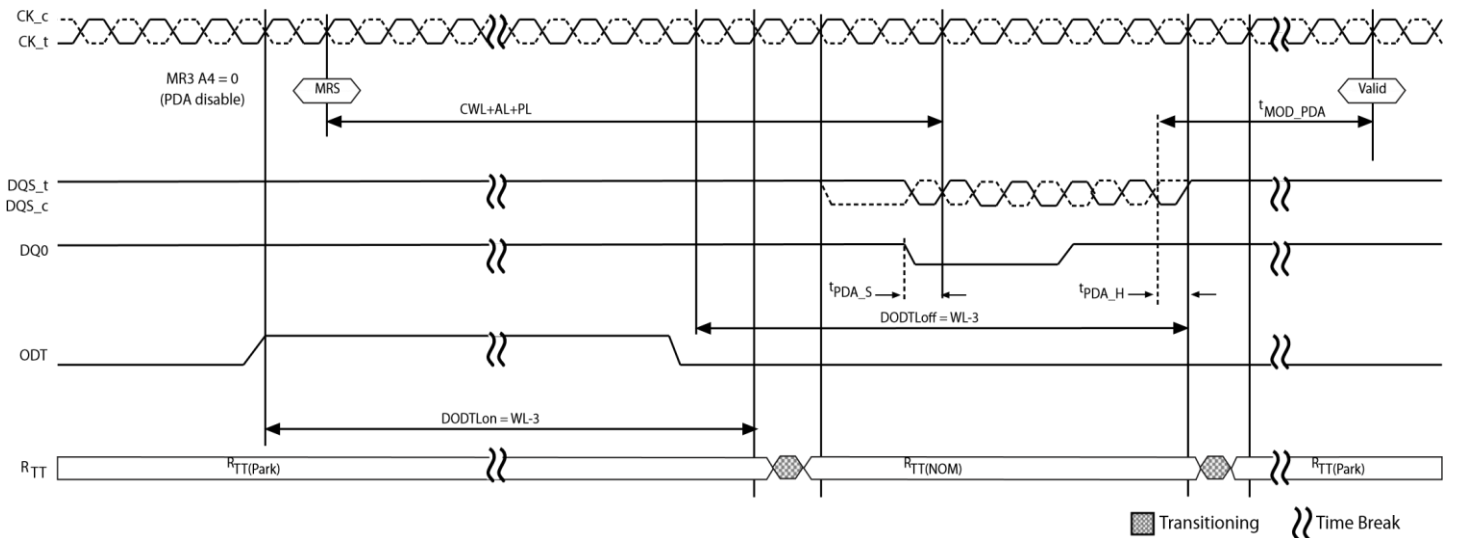 CK_c
CK_t
MR3 A4 = 0
(PDA disable)
MRS
Valid
CWL+AL+PL
tMOD_PDA
DQS_t
DQS_c
DQ0
tPDA_S
tPDA_H
DODTLoff = WL-3
ODT
DODTLon = WL-3
RTT
RTT(Park)
RTT(NOM)
RTT(Park)
Transitioning
Time Break